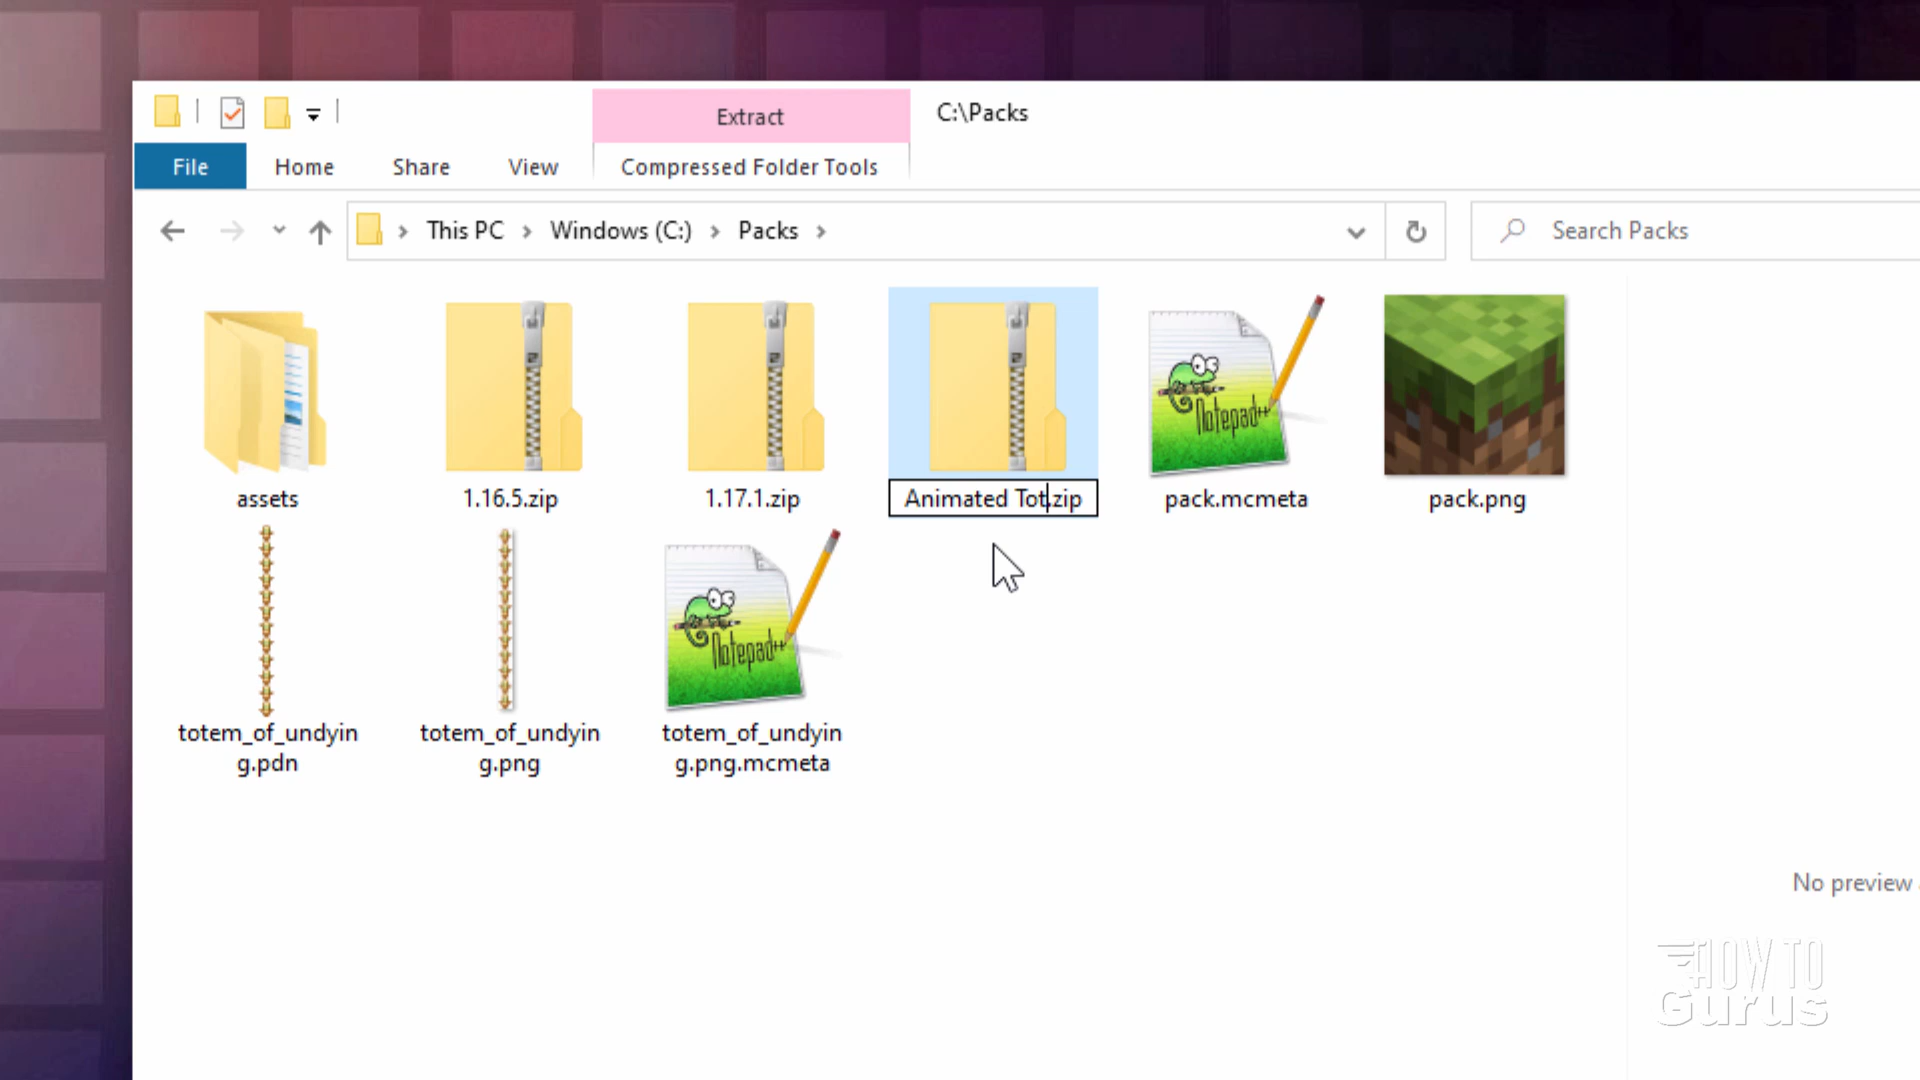 Extract
C:\Packs
File
Home
Share
View
Compressed Folder Tools
This PC
Windows (C:)
Packs
Search Packs
assets
1.16.5.zip
1.17.1.zip
Animated Tot.zip
pack.mcmeta
Notepad++
pack.png
totem_of_undyin
g.pdn
totem_of_undyin
g.png
totem_of_undyin
g.png.mcmeta
Notepad++
No preview
HOW TO
Gurus